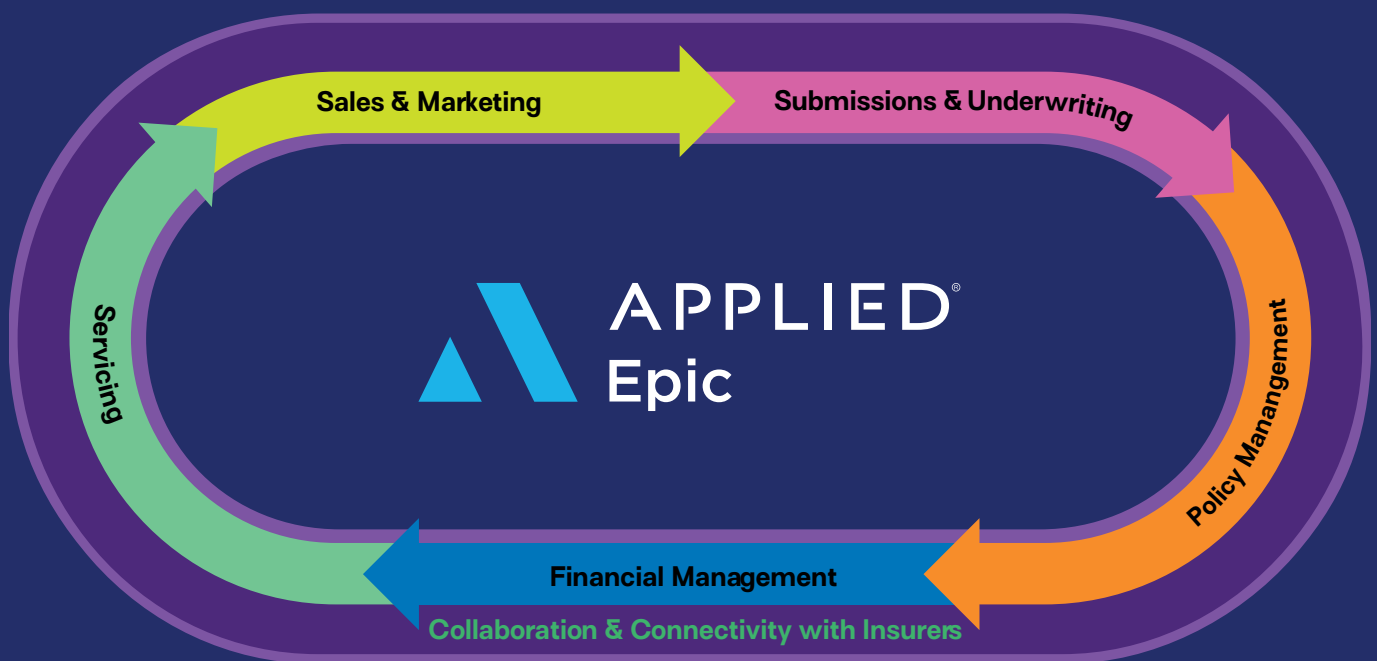 Sales & Marketing
Submissions & Underwriting
Servicing
APPLIED®
Epic
Policy Manangement
Financial Management
Collaboration & Connectivity with Insurers